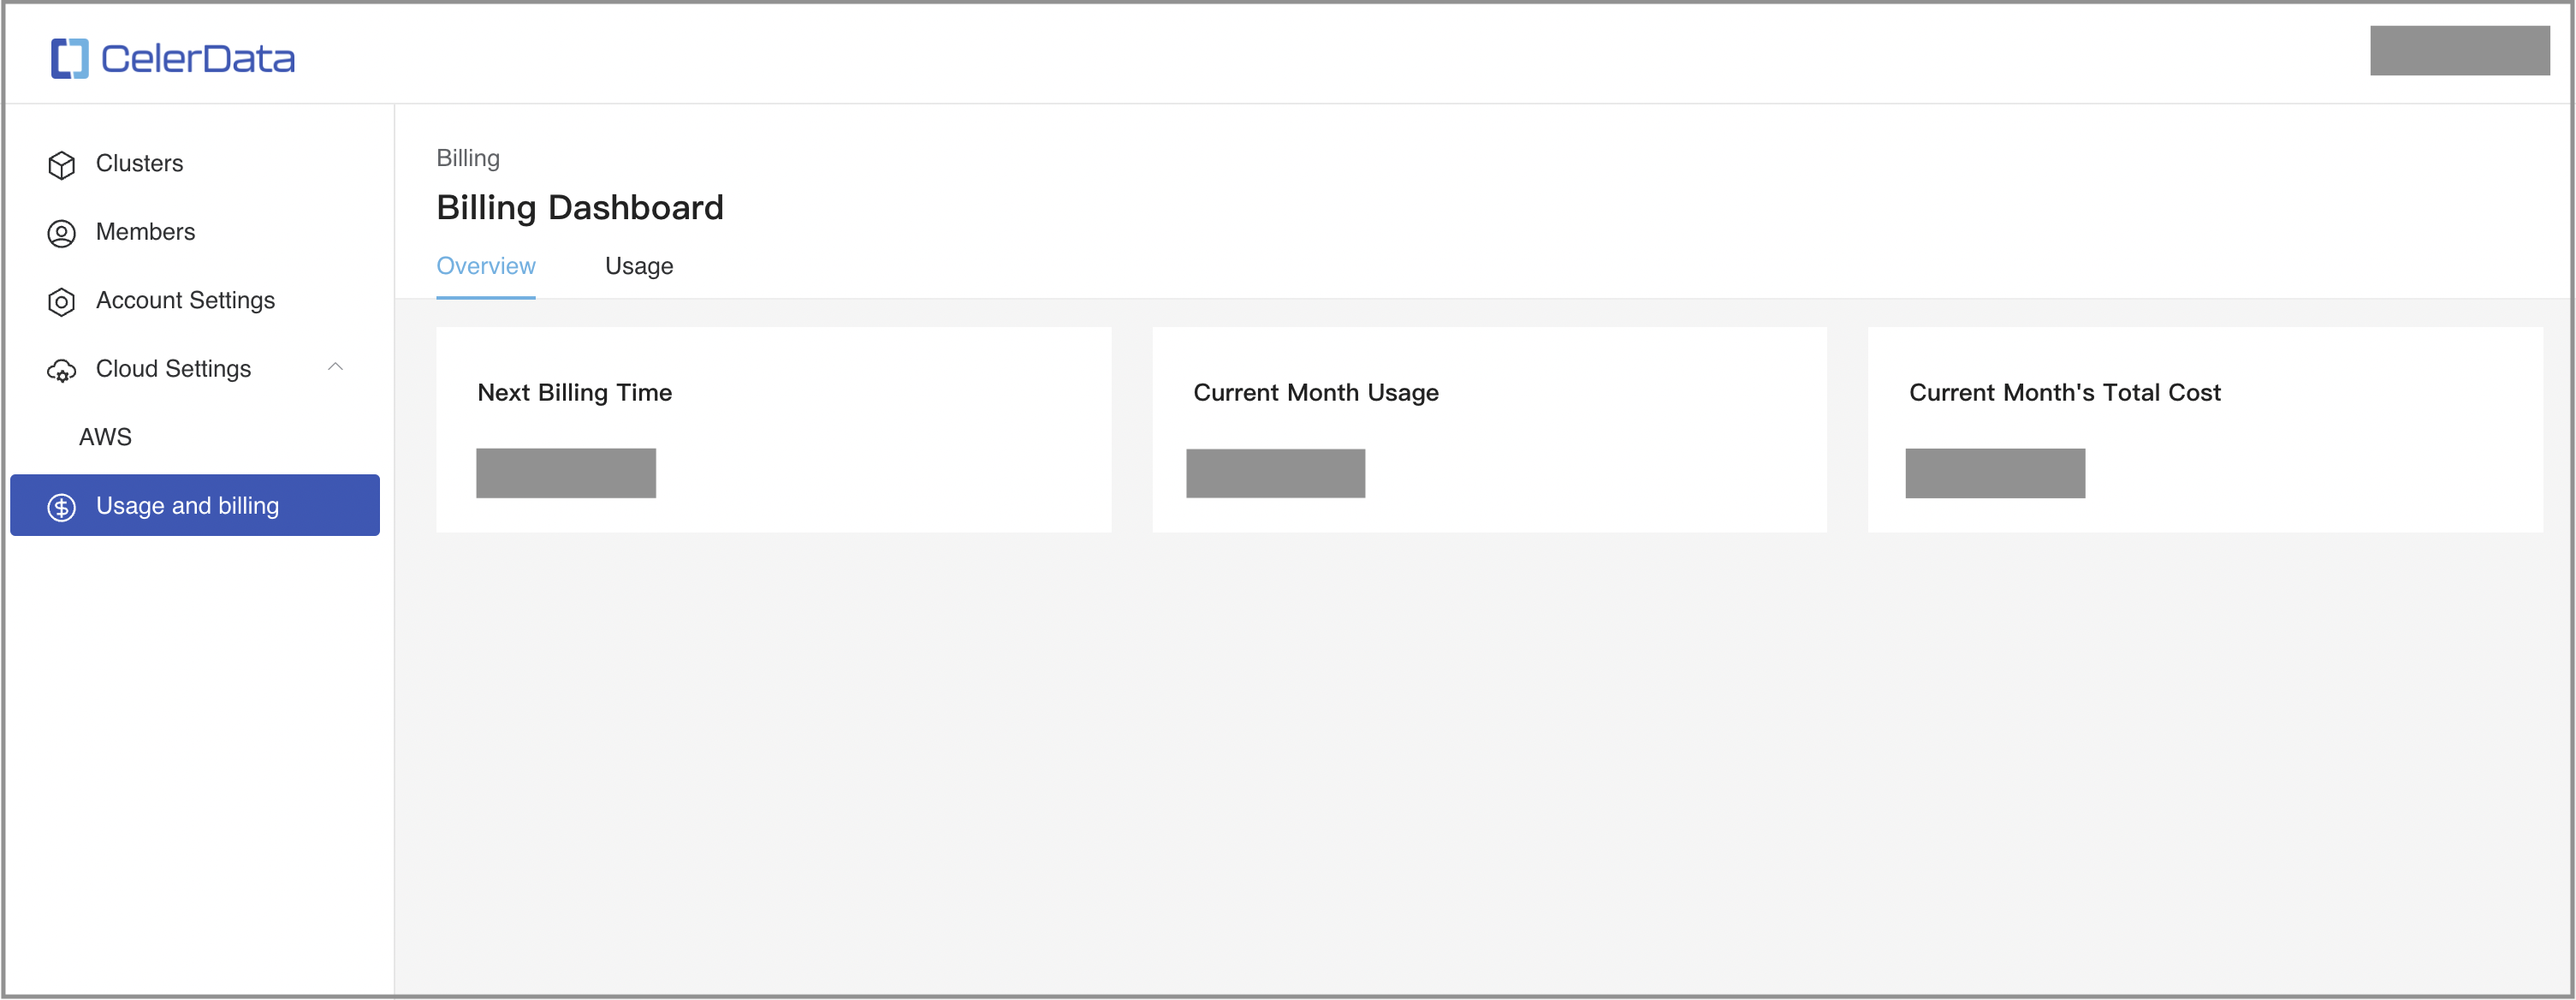 CelerData
Clusters
Members
Account Settings
Cloud Settings
AWS
Usage and billing
Billing
Billing Dashboard
Overview
Usage
Next Billing Time
Current Month Usage
Current Month's Total Cost